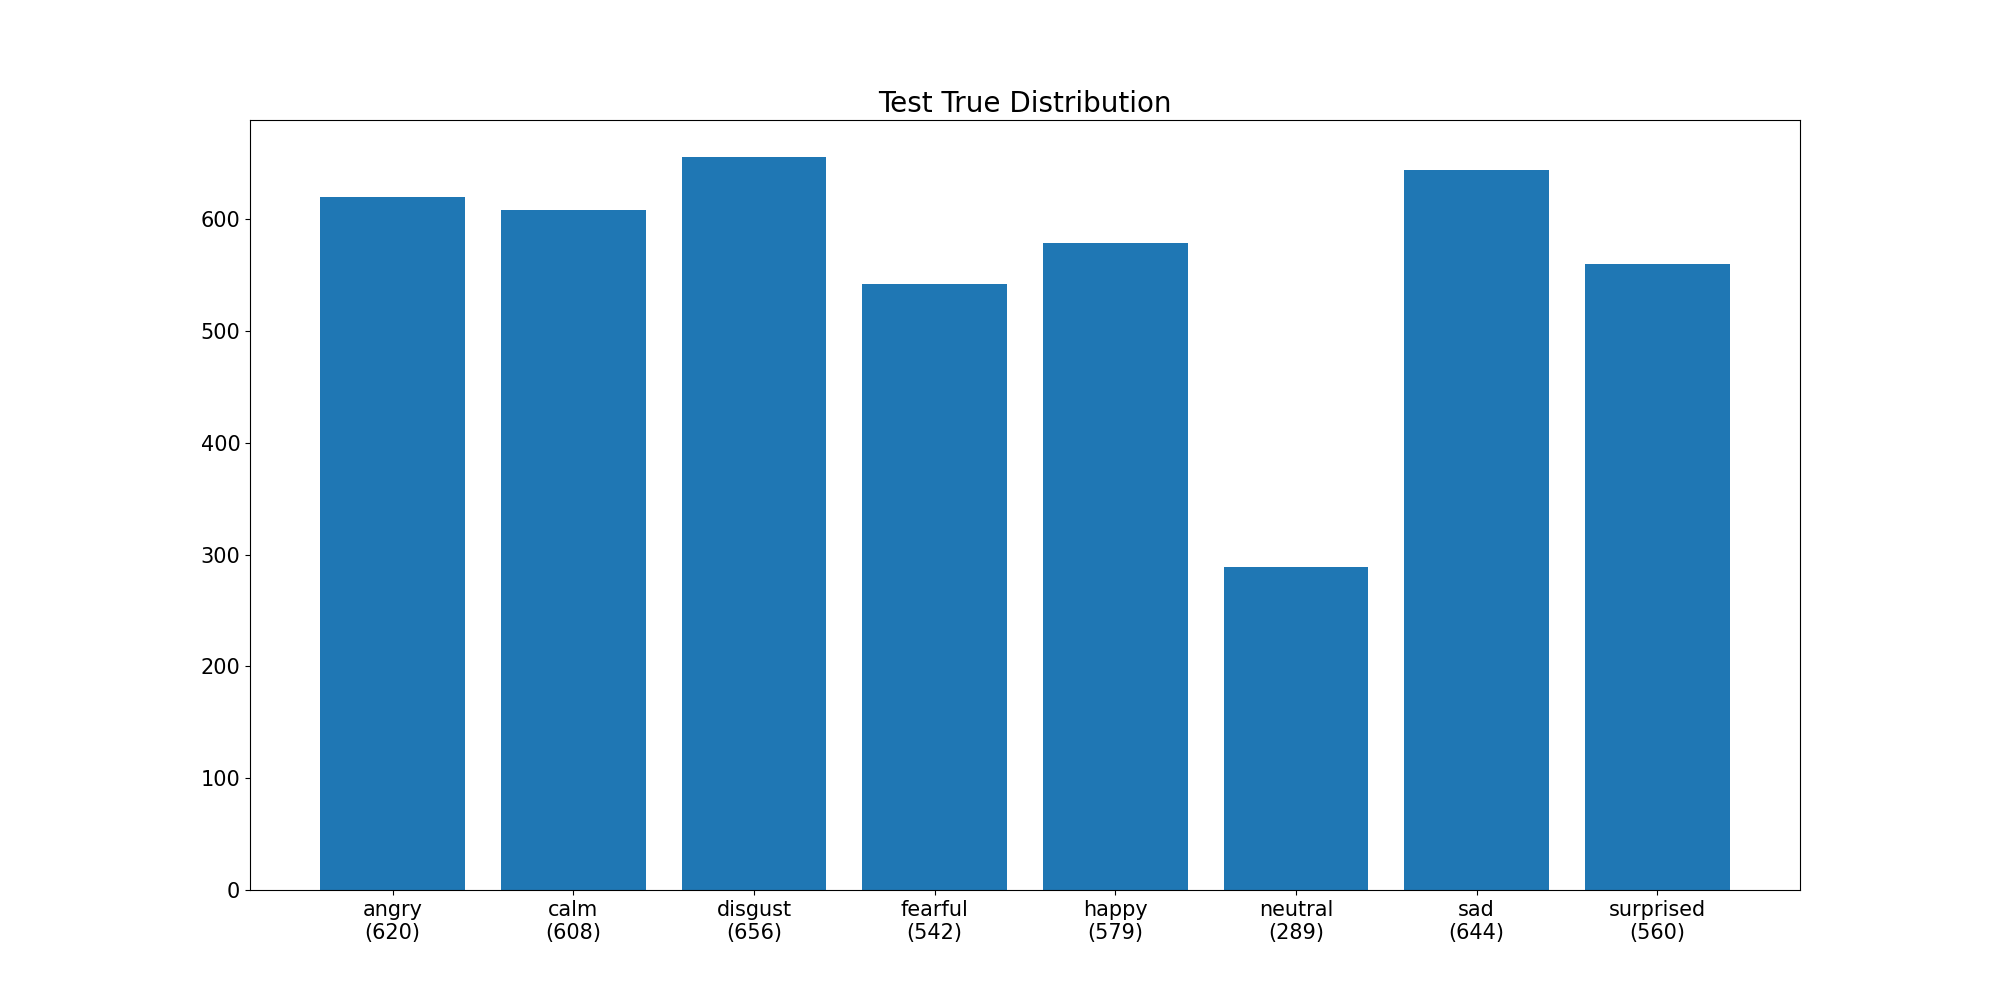 Test True Distribution
600
500
400
300
200
100
0
angry calm disgust fearful happy neutral sad surprised
(620) (608) (656) (542) (579) (289) (644) (560)